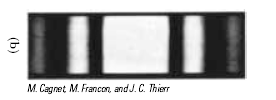 (b)
M. Cagnet, M. Francon, and J. C. Thierr